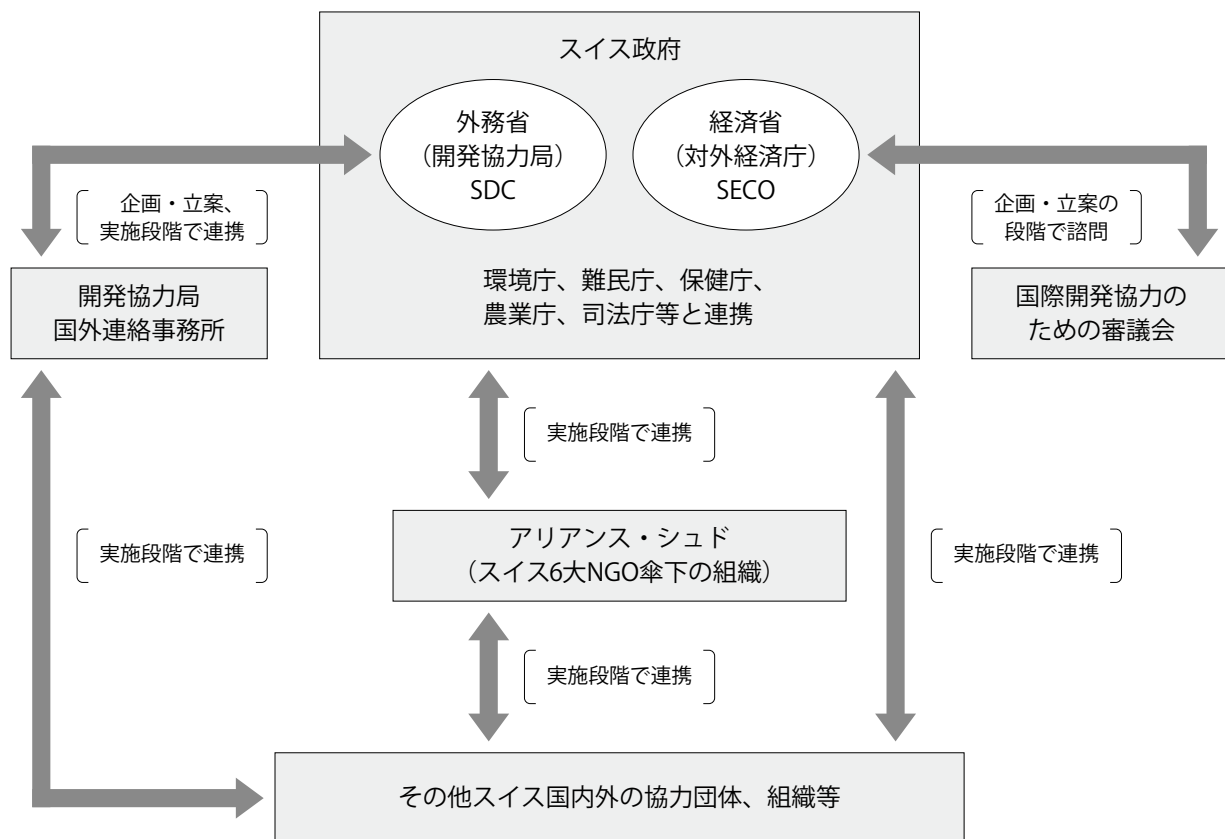 スイス政府
外務省
(開発協力局)
SDC
経済省
(対外経済庁)
SECO
企画・立案、
実施段階で連携
企画・立案の
段階で諮問
開発協力局
国外連絡事務所
環境庁、難民庁、保健庁、
農業庁、司法庁等と連携
国際開発協力の
ための審議会
実施段階で連携
アリアンス・シュド
(スイス6大NGO傘下の組織)
実施段階で連携
実施段階で連携
実施段階で連携
その他スイス国内外の協力団体、組織等